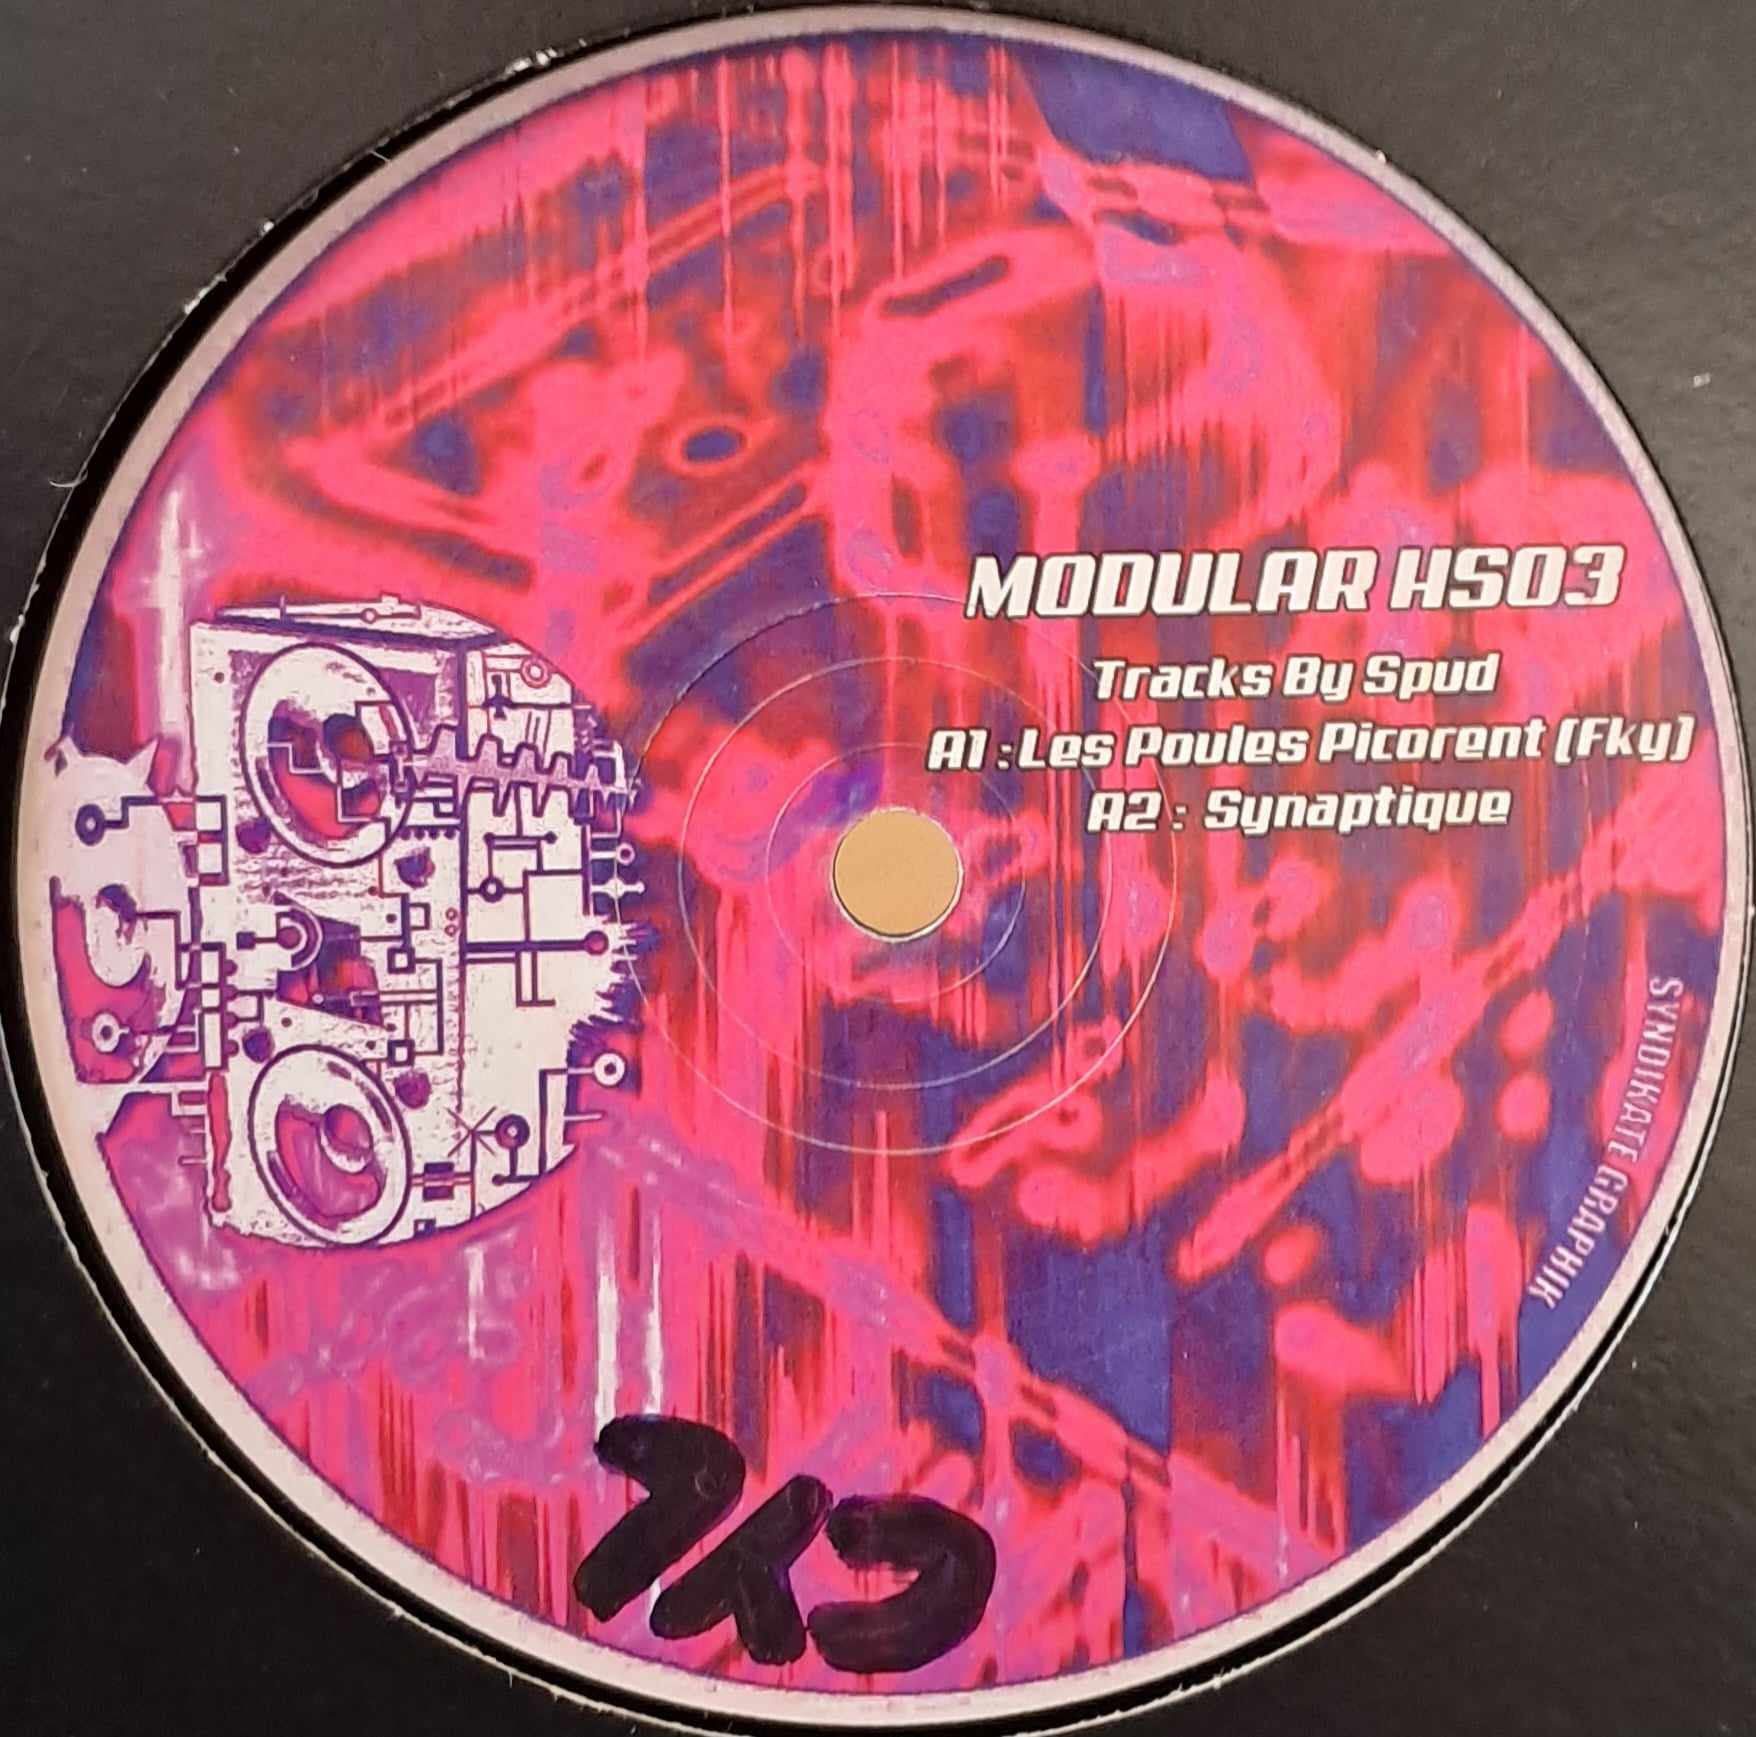 MODULAR HS03
Tracks By Spud
A1 : Les Poules Picorent (Fky)
A2 : Synaptique
SYNDIKATE GRAPHIK